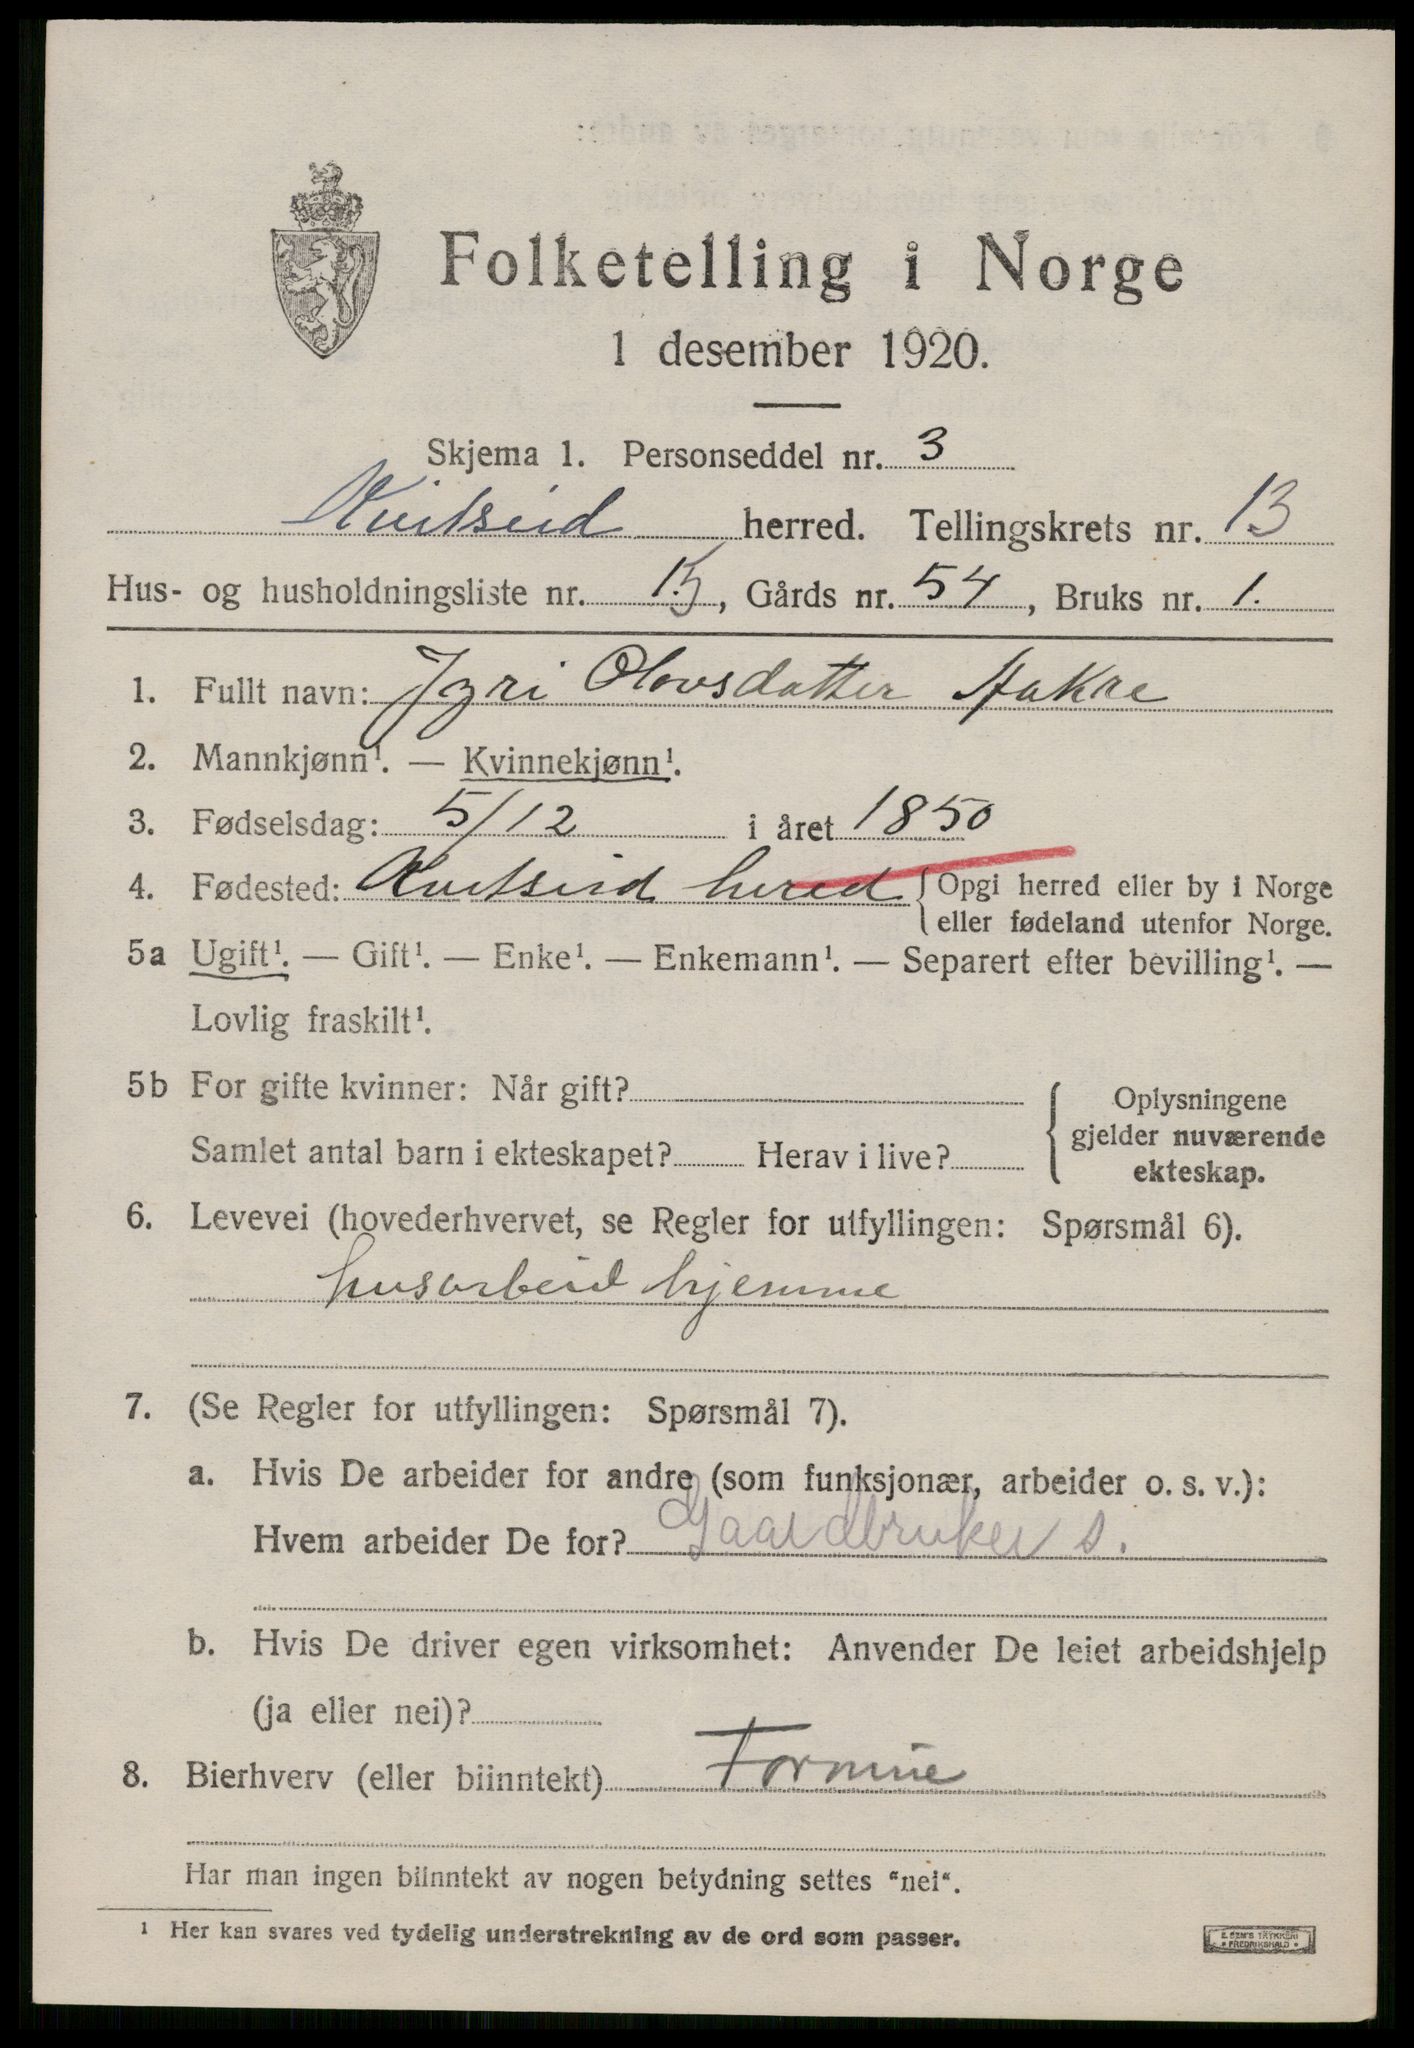 Folketelling i Norge
1 desember 1920.
Skjema 1. Personseddel nr. 3
Kvitseid herred. Tellingskrets nr. 13
Hus- og husholdningsliste nr. 15, Gårds nr. 54, Bruks nr. 1.
1. Fullt navn: Jgri Olovsdatter Aakre
2. Mannkjønn¹. — Kvinnekjønn¹.
3. Fødselsdag: 5/12 i året 1850
4. Fødested: Kvitseid herred { Opgi herred eller by i Norge
eller fødeland utenfor Norge.
5a Ugift¹. — Gift¹. — Enke¹. — Enkemann¹. — Separert efter bevilling¹. —
Lovlig fraskilt¹.
5b For gifte kvinner: Når gift?
Samlet antal barn i ekteskapet? Herav i live?
{ Oplysningene
gjelder nuværende
ekteskap.
6. Levevei (hovederhvervet, se Regler for utfyllingen: Spørsmål 6).
husarbeid hjemme
7. (Se Regler for utfyllingen: Spørsmål 7).
a. Hvis De arbeider for andre (som funksjonær, arbeider o. s. v.):
Hvem arbeider De for? Gaardbruker s.
b. Hvis De driver egen virksomhet: Anvender De leiet arbeidshjelp
(ja eller nei)?
8. Bierhverv (eller biinntekt)
Har man ingen biinntekt av nogen betydning settes "nei".
¹ Her kan svares ved tydelig understrekning av de ord som passer.
E. SEM'S TRYKKERI
• FREDRIKSHALD •